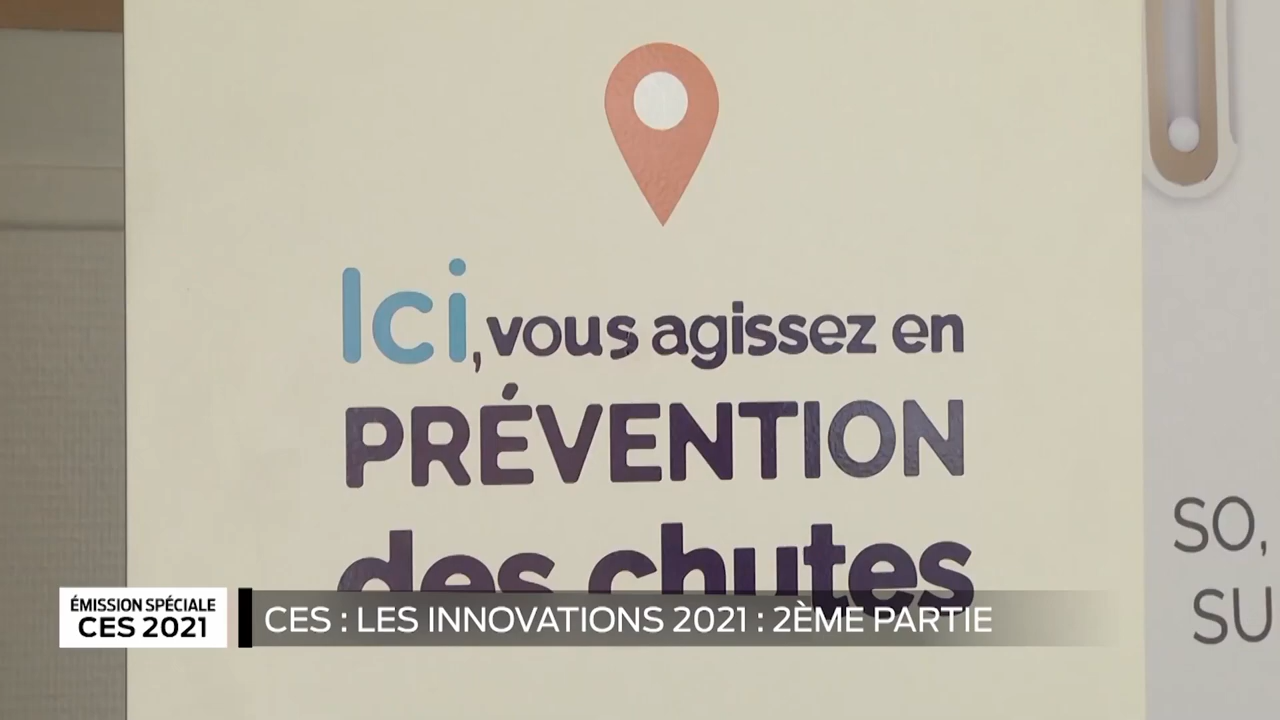 Ici, vous agissez en
PRÉVENTION
des chutes
SO,
SU
ÉMISSION SPÉCIALE
CES 2021
CES : LES INNOVATIONS 2021 : 2ÈME PARTIE